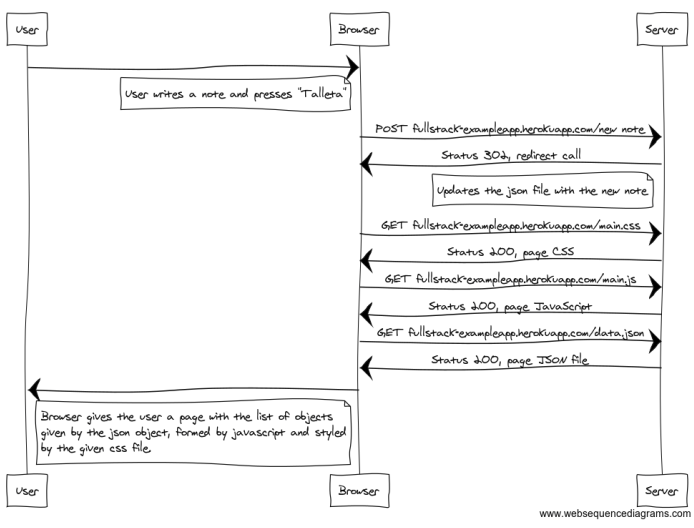 User Browser Server
User writes a note and presses "Talleta"
POST fullstack-exampleapp.herokuapp.com/new note
Status 302, redirect call
Updates the json file with the new note
GET fullstack-exampleapp.herokuapp.com/main.css
Status 200, page CSS
GET fullstack-exampleapp.herokuapp.com/main.js
Status 200, page JavaScript
GET fullstack-exampleapp.herokuapp.com/data.json
Status 200, page JSON file
Browser gives the user a page with the list of objects
given by the json object, formed by javascript and styled
by the given css file.
User Browser Server
www.websequencediagrams.com